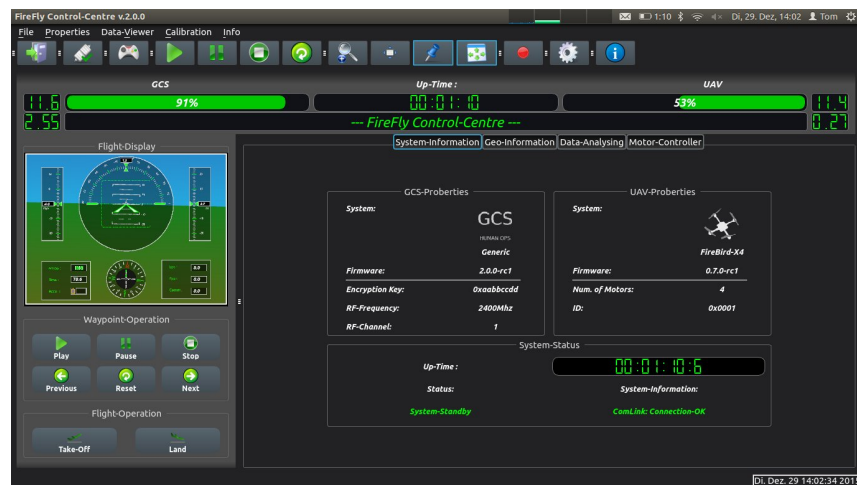 FireFly Control-Centre v.2.0.0
1:10 Di, 29. Dez, 14:02 Tom
File Properties Data-Viewer Calibration Info
GCS Up-Time : UAV
11.6 91% 00:01:10 53% 11.4
2.55 --- FireFly Control-Centre --- 0.27
System-Information Geo-Information Data-Analysing Motor-Controller
Flight-Display
GCS-Proberties
System:
GCS
HUMAN OPS
Generic
Firmware: 2.0.0-rc1
Encryption Key: 0xaabbccdd
RF-Frequency: 2400Mhz
RF-Channel: 1
UAV-Proberties
System:
FireBird-X4
Firmware: 0.7.0-rc1
Num. of Motors: 4
ID: 0x0001
Waypoint-Operation
Play Pause Stop
Previous Reset Next
Flight-Operation
Take-Off Land
System-Status
Up-Time : 00:01:10:6
Status: System-Information:
System-Standby ComLink: Connection-OK
Di. Dez. 29 14:02:34 201